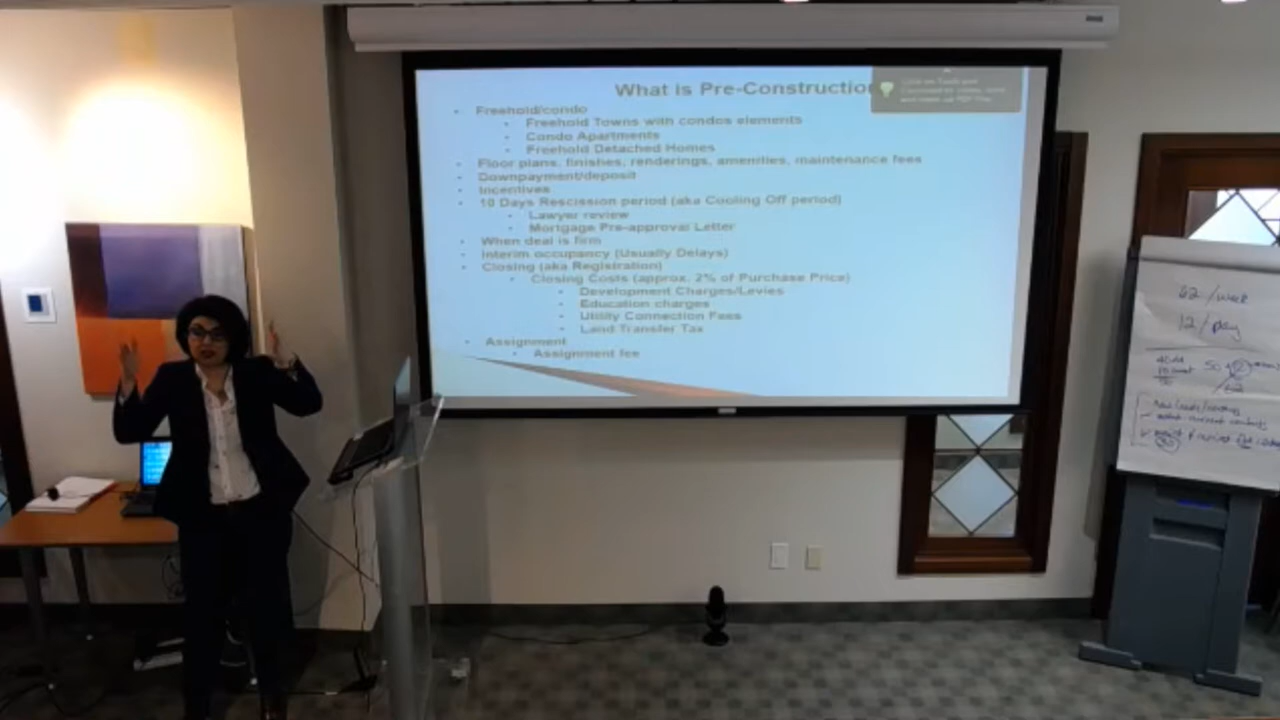 What is Pre-Construction
Freehold/condo
Freehold Towns with condos elements
Condo Apartments
Freehold Detached Homes
Floor plans, finishes, renderings, amenities, maintenance fees
Downpayment/deposit
Incentives
10 Days Rescission period (aka Cooling Off period)
Lawyer review
Mortgage Pre-approval Letter
When deal is firm
Interim occupancy (Usually Delays)
Closing (aka Registration)
Closing Costs (approx. 2% of Purchase Price)
Development Charges/Levies
Education charges
Utility Connection Fees
Land Transfer Tax
Assignment
Assignment fee
/week
12/day